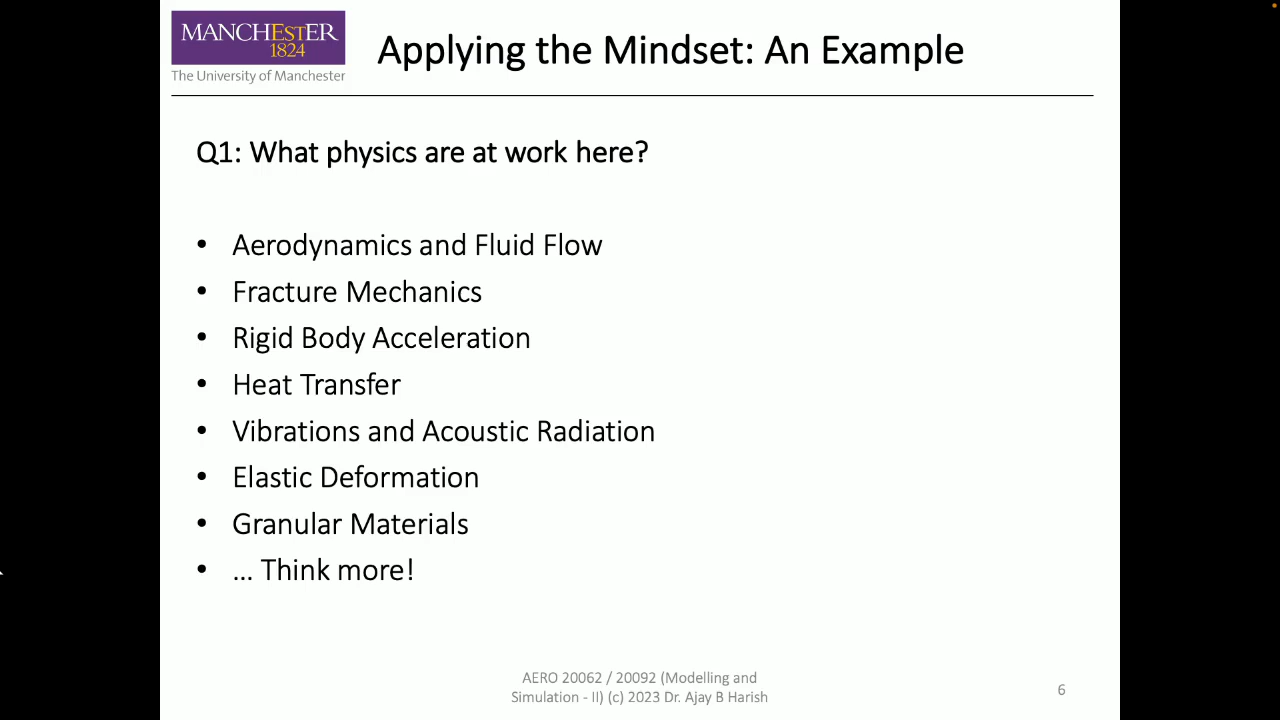 MANCHESTER
1824
The University of Manchester
Applying the Mindset: An Example
Q1: What physics are at work here?
• Aerodynamics and Fluid Flow
• Fracture Mechanics
• Rigid Body Acceleration
• Heat Transfer
• Vibrations and Acoustic Radiation
• Elastic Deformation
• Granular Materials
• … Think more!
AERO 20062 / 20092 (Modelling and
Simulation - II) (c) 2023 Dr. Ajay B Harish
6